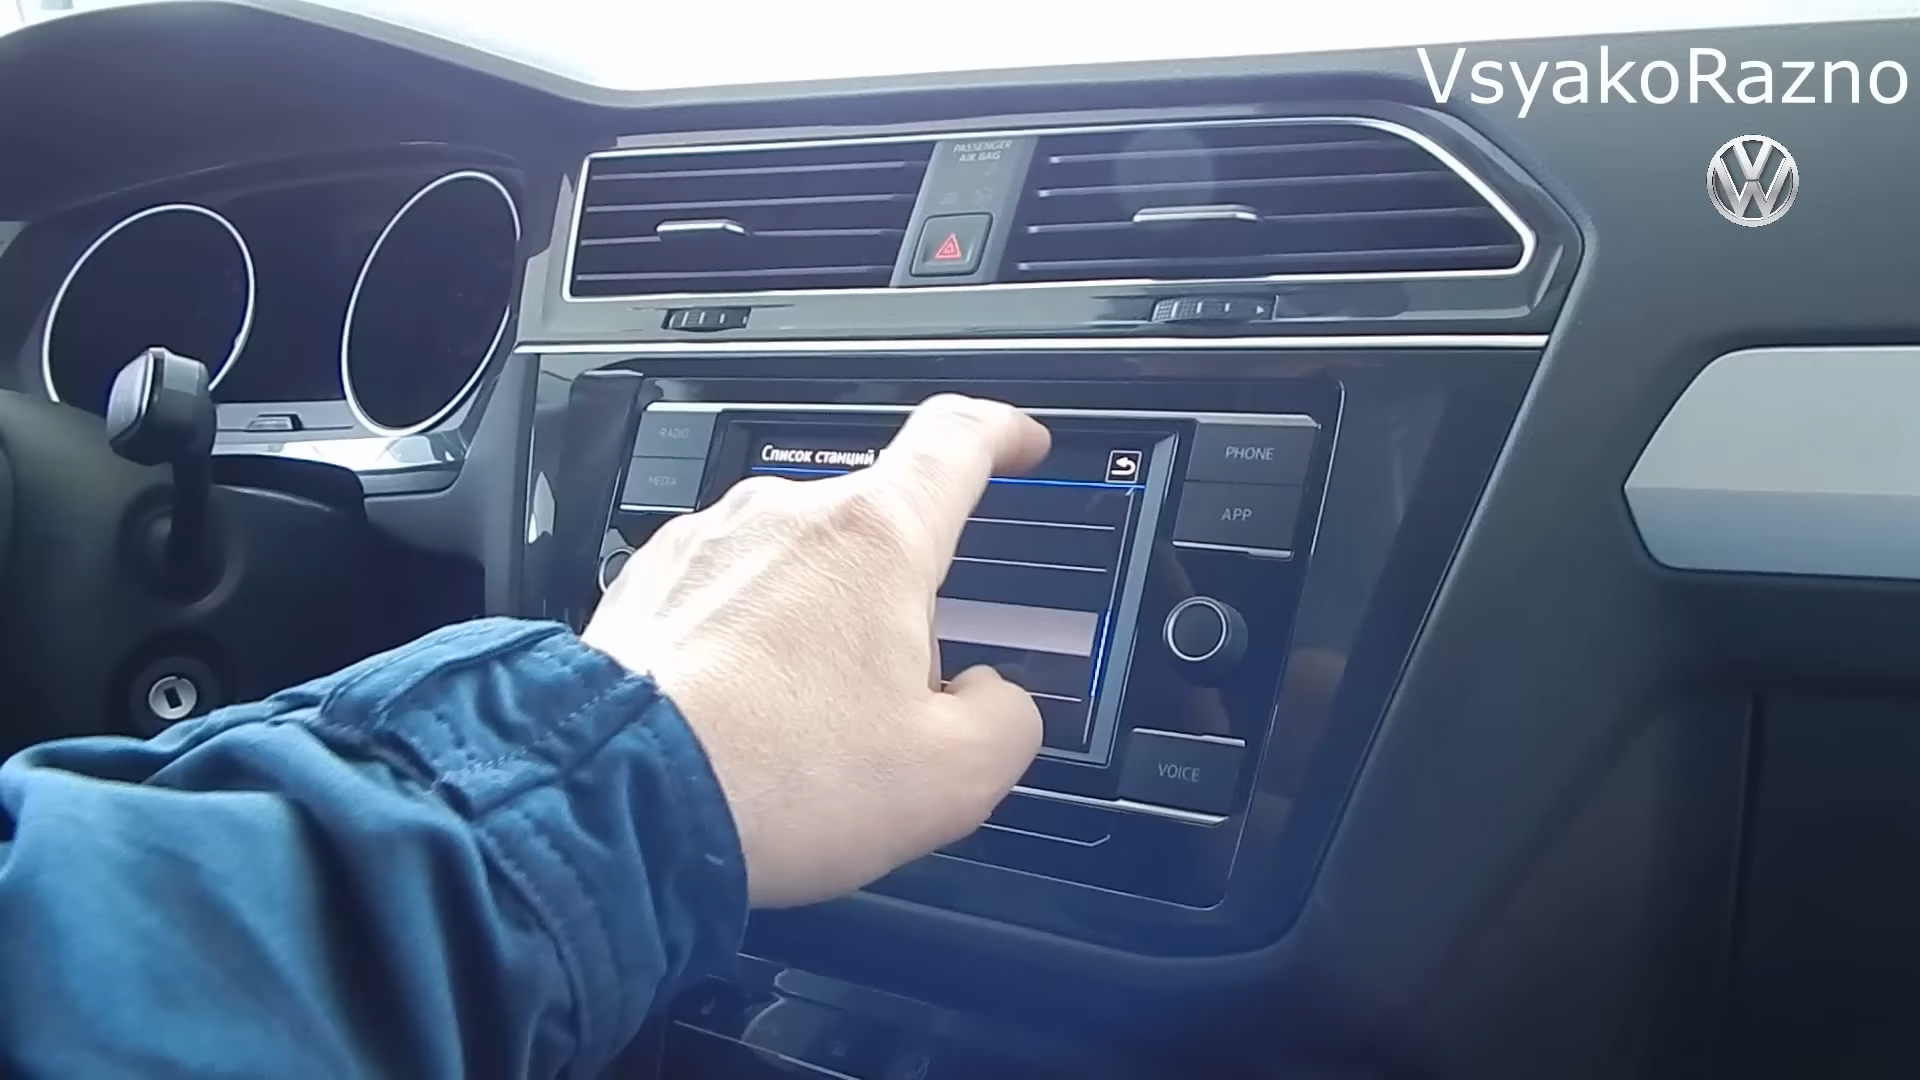 VsyakoRazno
PASSENGER
AIR BAG
RADIO
MEDIA
Список станций
PHONE
APP
VOICE